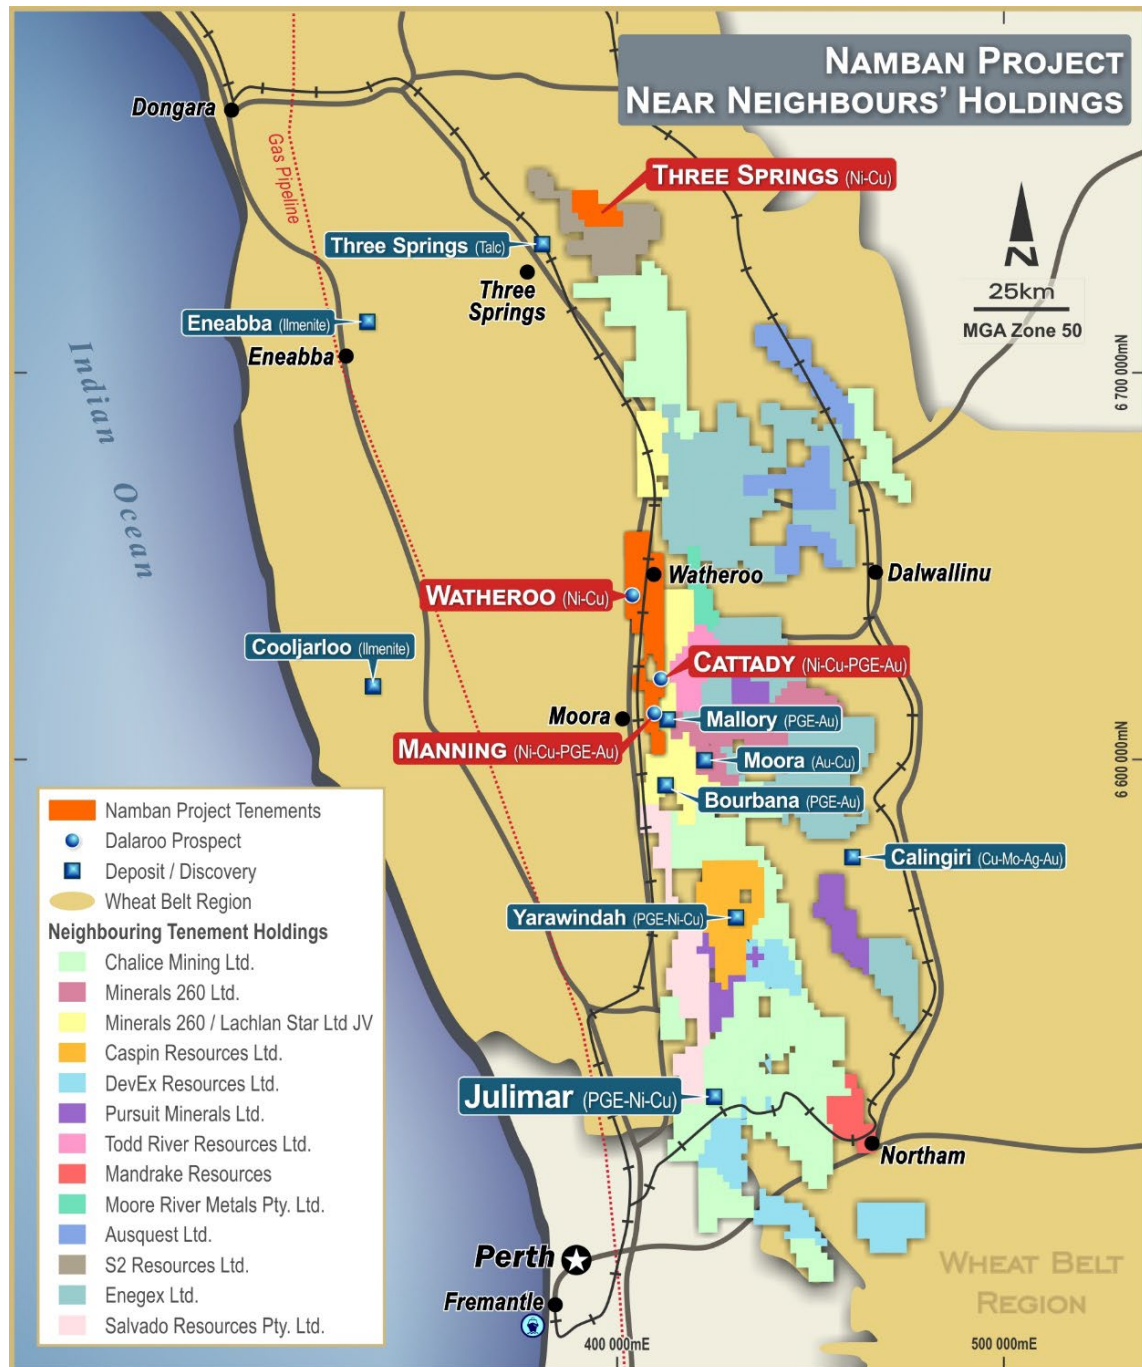 NAMBAN PROJECT
NEAR NEIGHBOURS' HOLDINGS
Dongara
Gas Pipeline
THREE SPRINGS (Ni-Cu)
N
Three Springs (Talc)
Three
Springs
25km
MGA Zone 50
Eneabba (Ilmenite)
Eneabba
6 700 000mN
Indian Ocean
Watheroo
Dalwallinu
WATHEROO (Ni-Cu)
Cooljarloo (Ilmenite)
CATTADY (Ni-Cu-PGE-Au)
Moora
Mallory (PGE-Au)
MANNING (Ni-Cu-PGE-Au)
Moora (Au-Cu)
6 600 000mN
Bourbana (PGE-Au)
Calingiri (Cu-Mo-Ag-Au)
Yarawindah (PGE-Ni-Cu)
Julimar (PGE-Ni-Cu)
Northam
Perth
Fremantle
WHEAT BELT
REGION
400 000mE
500 000mE
Namban Project Tenements
Dalaroo Prospect
Deposit / Discovery
Wheat Belt Region
Neighbouring Tenement Holdings
Chalice Mining Ltd.
Minerals 260 Ltd.
Minerals 260 / Lachlan Star Ltd JV
Caspin Resources Ltd.
DevEx Resources Ltd.
Pursuit Minerals Ltd.
Todd River Resources Ltd.
Mandrake Resources
Moore River Metals Pty. Ltd.
Ausquest Ltd.
S2 Resources Ltd.
Enegex Ltd.
Salvado Resources Pty. Ltd.